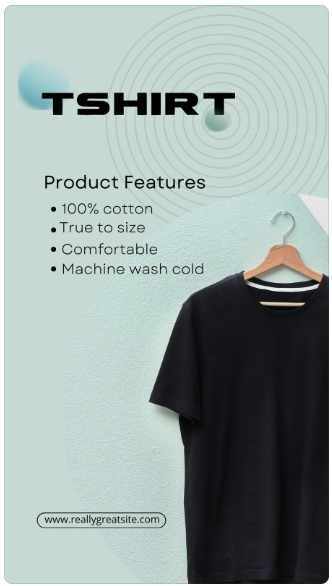 TSHIRT
Product Features
• 100% cotton
• True to size
• Comfortable
• Machine wash cold
www.reallygreatsite.com